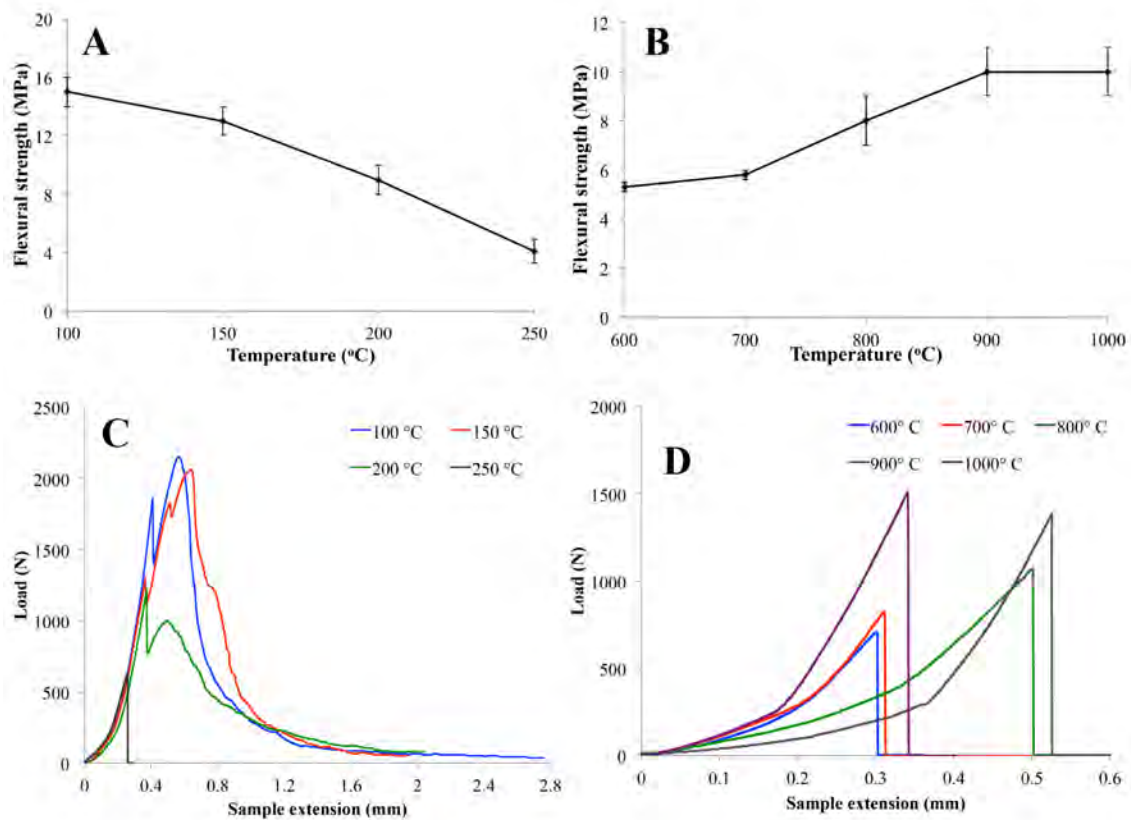 A
Flexural strength (MPa)
20
16
12
8
4
0
100 150 200 250
Temperature (°C)
B
Flexural strength (MPa)
12
10
8
6
4
2
0
600 700 800 900 1000
Temperature (°C)
C
Load (N)
2500
2000
1500
1000
500
0
100 °C 150 °C
200 °C 250 °C
0 0.4 0.8 1.2 1.6 2 2.4 2.8
Sample extension (mm)
D
Load (N)
2000
1500
1000
500
0
600° C 700° C 800° C
900° C 1000° C
0 0.1 0.2 0.3 0.4 0.5 0.6
Sample extension (mm)